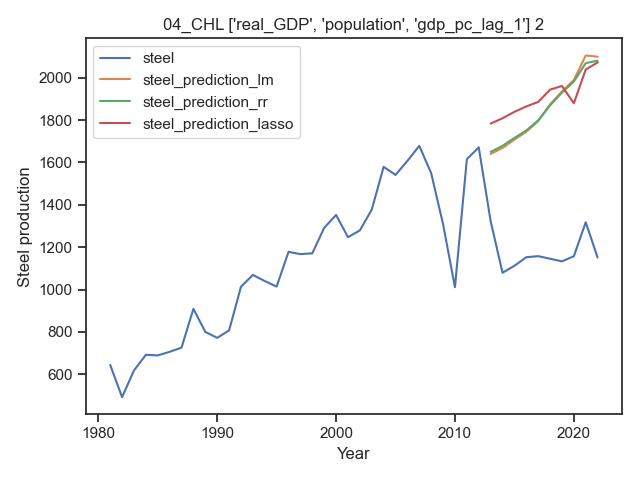 04_CHL ['real_GDP', 'population', 'gdp_pc_lag_1'] 2
steel
steel_prediction_lm
steel_prediction_rr
steel_prediction_lasso
2000
1800
1600
1400
1200
1000
800
600
Steel production
1980
1990
2000
2010
2020
Year